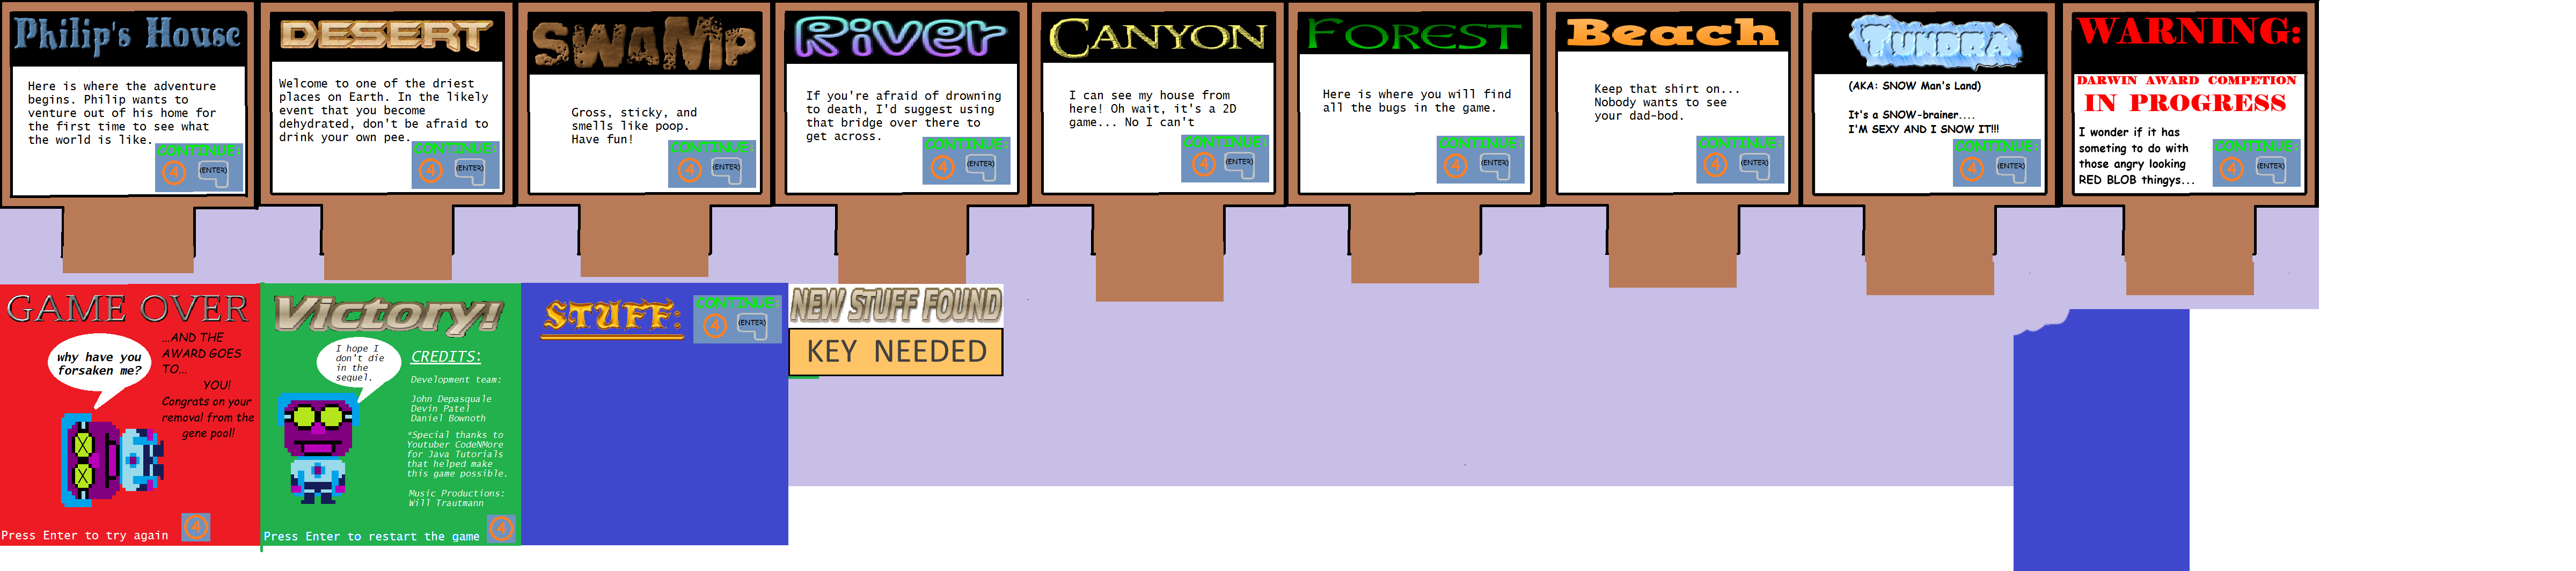 Philip's House
Here is where the adventure
begins. Philip wants to
venture out of his home for
the first time to see what
the world is like.
CONTINUE:
4
(ENTER)
DESERT
Welcome to one of the driest
places on Earth. In the likely
event that you become
dehydrated, don't be afraid to
drink your own pee.
CONTINUE:
4
(ENTER)
SWAMP
Gross, sticky, and
smells like poop.
Have fun!
CONTINUE:
4
(ENTER)
River
If you're afraid of drowning
to death, I'd suggest using
that bridge over there to
get across.
CONTINUE:
4
(ENTER)
CANYON
I can see my house from
here! Oh wait, it's a 2D
game... No I can't
CONTINUE:
4
(ENTER)
FOREST
Here is where you will find
all the bugs in the game.
CONTINUE:
4
(ENTER)
Beach
Keep that shirt on...
Nobody wants to see
your dad-bod.
CONTINUE:
4
(ENTER)
TUNDRA
(AKA: SNOW Man's Land)
It's a SNOW-brainer....
I'M SEXY AND I SNOW IT!!!
CONTINUE:
4
(ENTER)
WARNING:
DARWIN AWARD COMPETION
IN PROGRESS
I wonder if it has
someting to do with
those angry looking
RED BLOB thingys...
CONTINUE:
4
(ENTER)
GAME OVER
why have you
forsaken me?
...AND THE
AWARD GOES
TO...
YOU!
Congrats on your
removal from the
gene pool!
Press Enter to try again
4
Victory!
I hope I
don't die
in the
sequel.
CREDITS:
Development team:
John Depasquale
Devin Patel
Daniel Bownoth
*Special thanks to
Youtuber CodeNMore
for Java Tutorials
that helped make
this game possible.
Music Productions:
Will Trautmann
Press Enter to restart the game
4
STUFF:
CONTINUE:
4
(ENTER)
NEW STUFF FOUND
KEY NEEDED